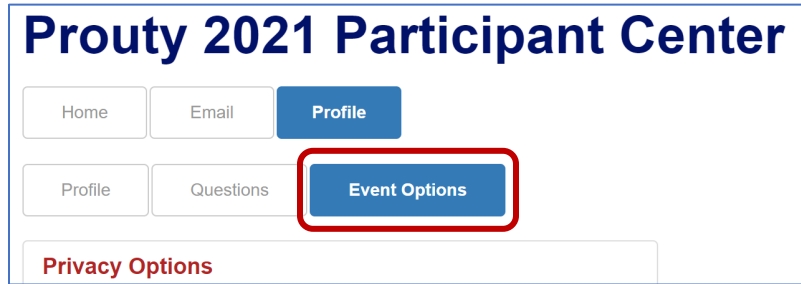 Prouty 2021 Participant Center
Home Email Profile
Profile Questions Event Options
Privacy Options